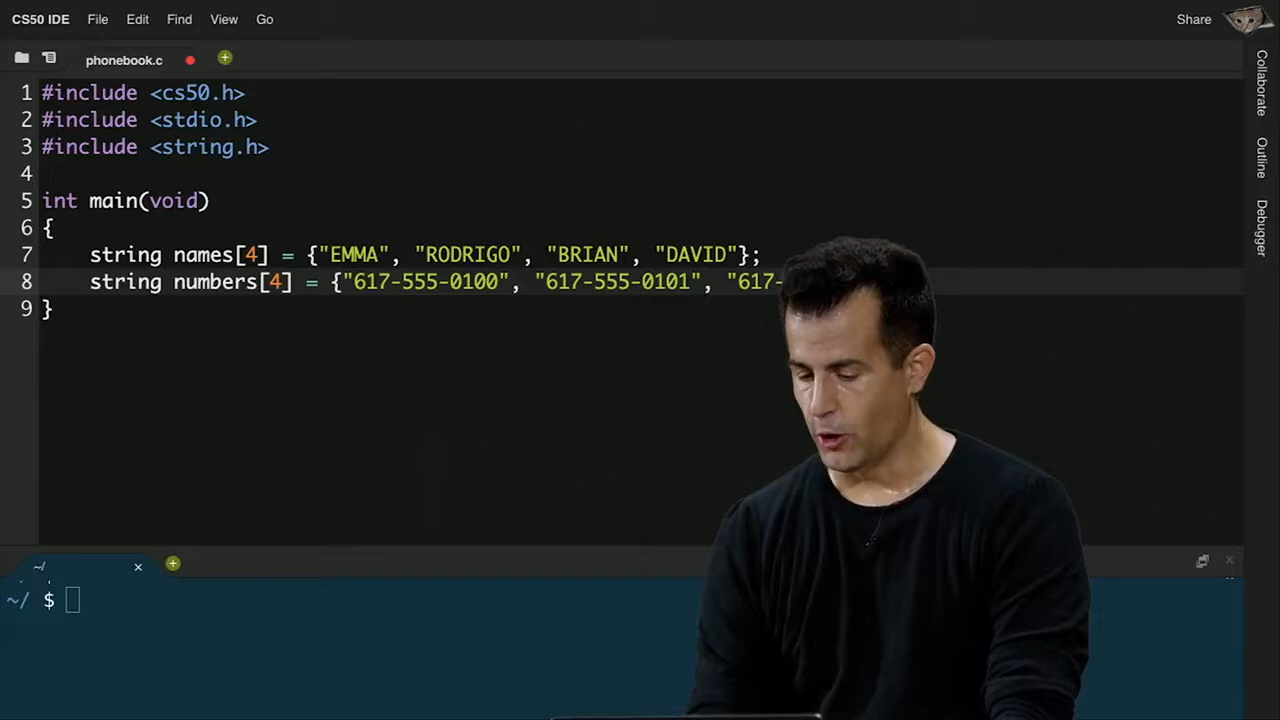 CS50 IDE File Edit Find View Go Share
phonebook.c
1 #include <cs50.h>
2 #include <stdio.h>
3 #include <string.h>
4
5 int main(void)
6 {
7 string names[4] = {"EMMA", "RODRIGO", "BRIAN", "DAVID"};
8 string numbers[4] = {"617-555-0100", "617-555-0101", "617-
9 }
~/
~/ $
Collaborate
Outline
Debugger